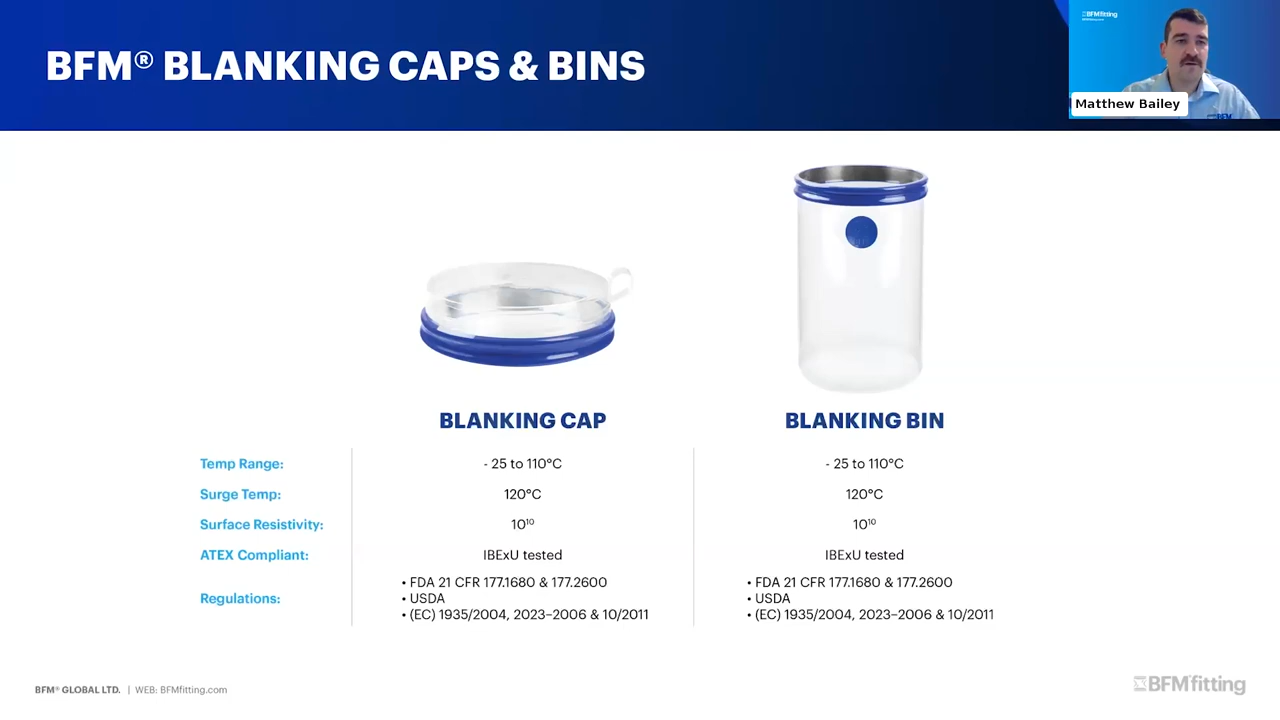 BFM® BLANKING CAPS & BINS
BFMfitting
Matthew Bailey
BLANKING CAP
BLANKING BIN
Temp Range:
- 25 to 110°C
- 25 to 110°C
Surge Temp:
120°C
120°C
Surface Resistivity:
10¹⁰
10¹⁰
ATEX Compliant:
IBExU tested
IBExU tested
Regulations:
• FDA 21 CFR 177.1680 & 177.2600
• USDA
• (EC) 1935/2004, 2023–2006 & 10/2011
• FDA 21 CFR 177.1680 & 177.2600
• USDA
• (EC) 1935/2004, 2023–2006 & 10/2011
BFM® GLOBAL LTD. | WEB: BFMfitting.com
BFM®fitting